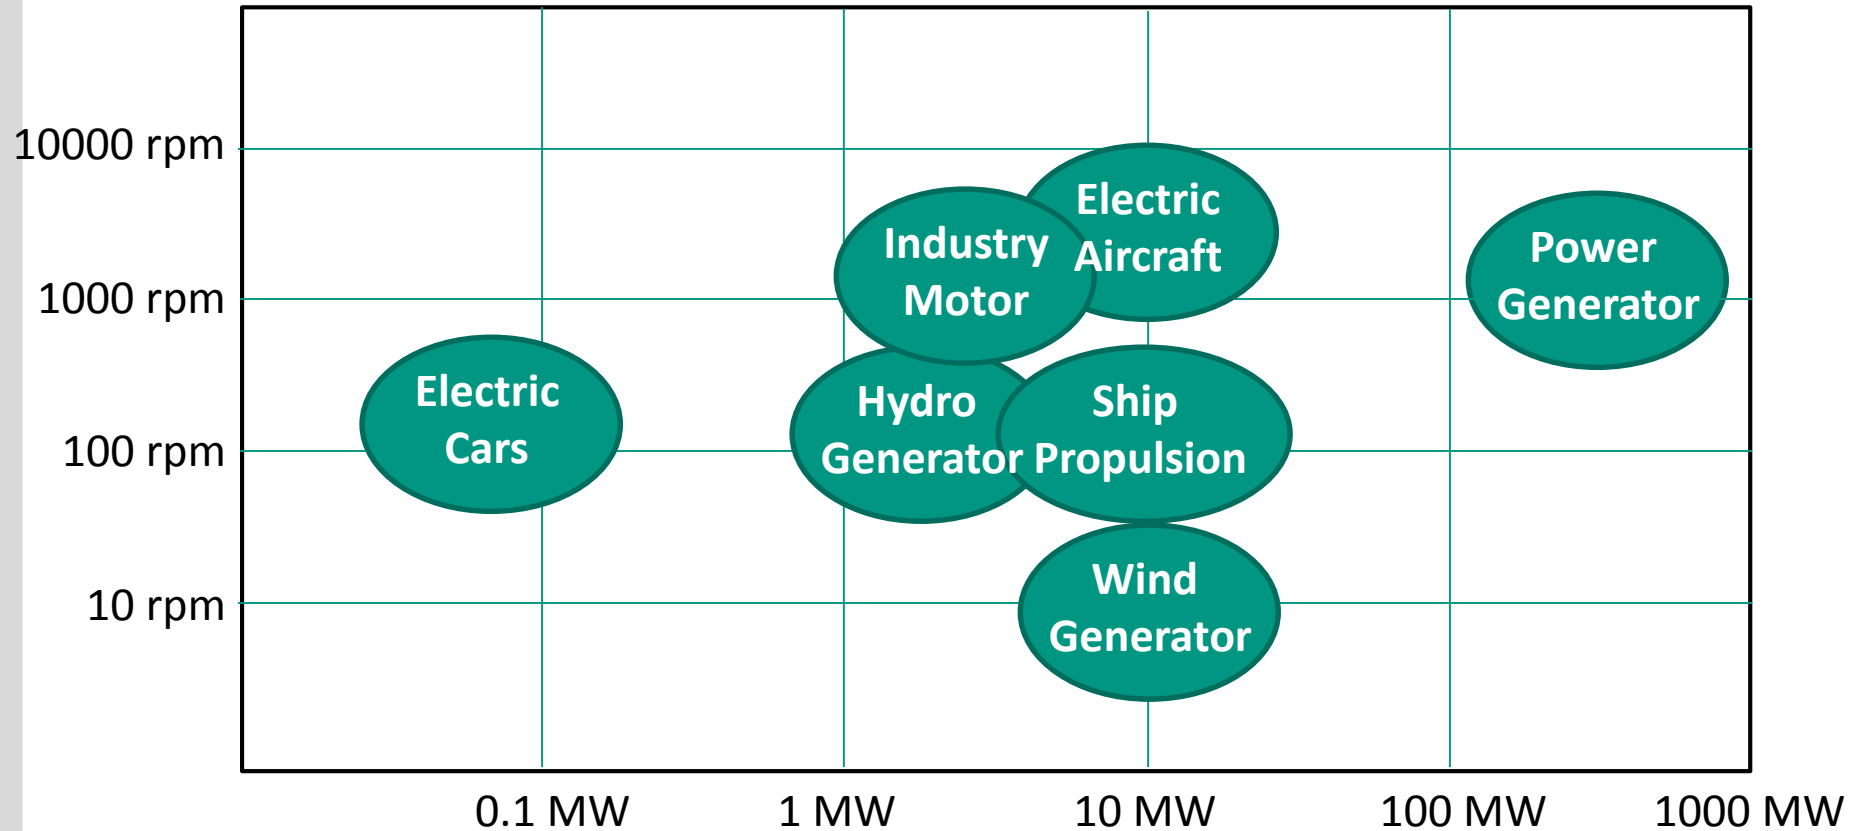 10000 rpm
1000 rpm
100 rpm
10 rpm
Electric
Aircraft
Industry
Motor
Power
Generator
Electric
Cars
Hydro
Generator
Ship
Propulsion
Wind
Generator
0.1 MW
1 MW
10 MW
100 MW
1000 MW